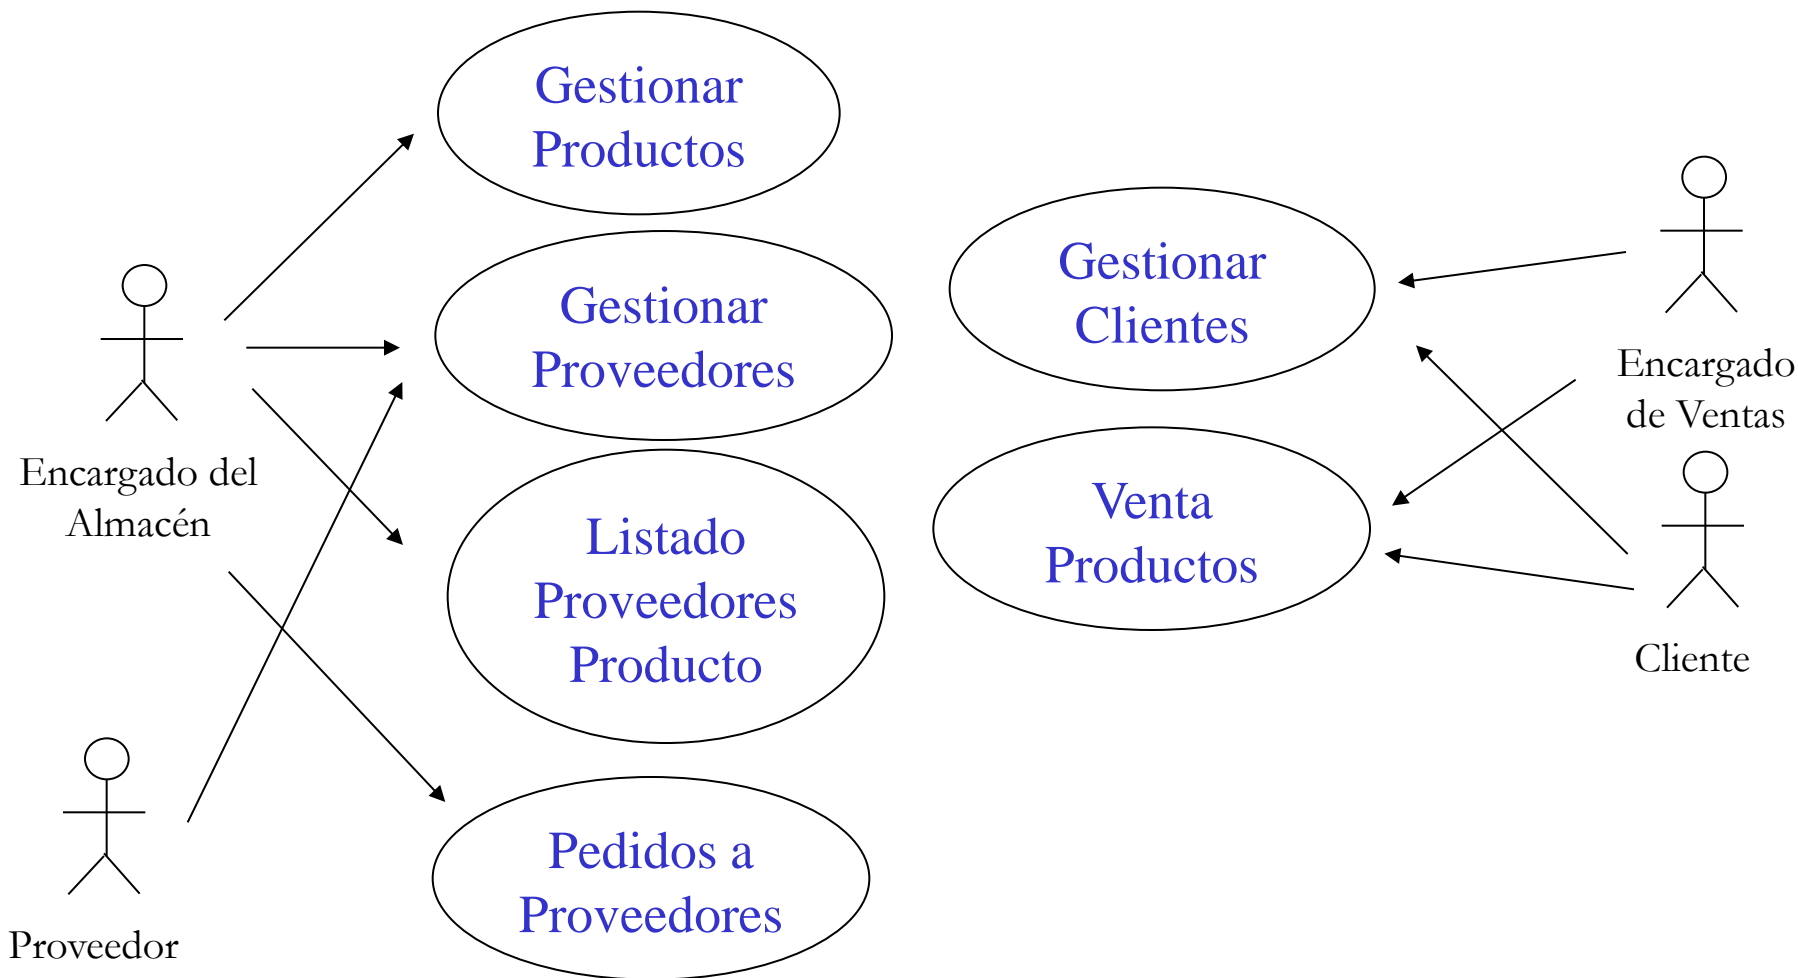 Gestionar
Productos
Gestionar
Proveedores
Listado
Proveedores
Producto
Pedidos a
Proveedores
Gestionar
Clientes
Venta
Productos
Encargado del
Almacén
Proveedor
Encargado
de Ventas
Cliente